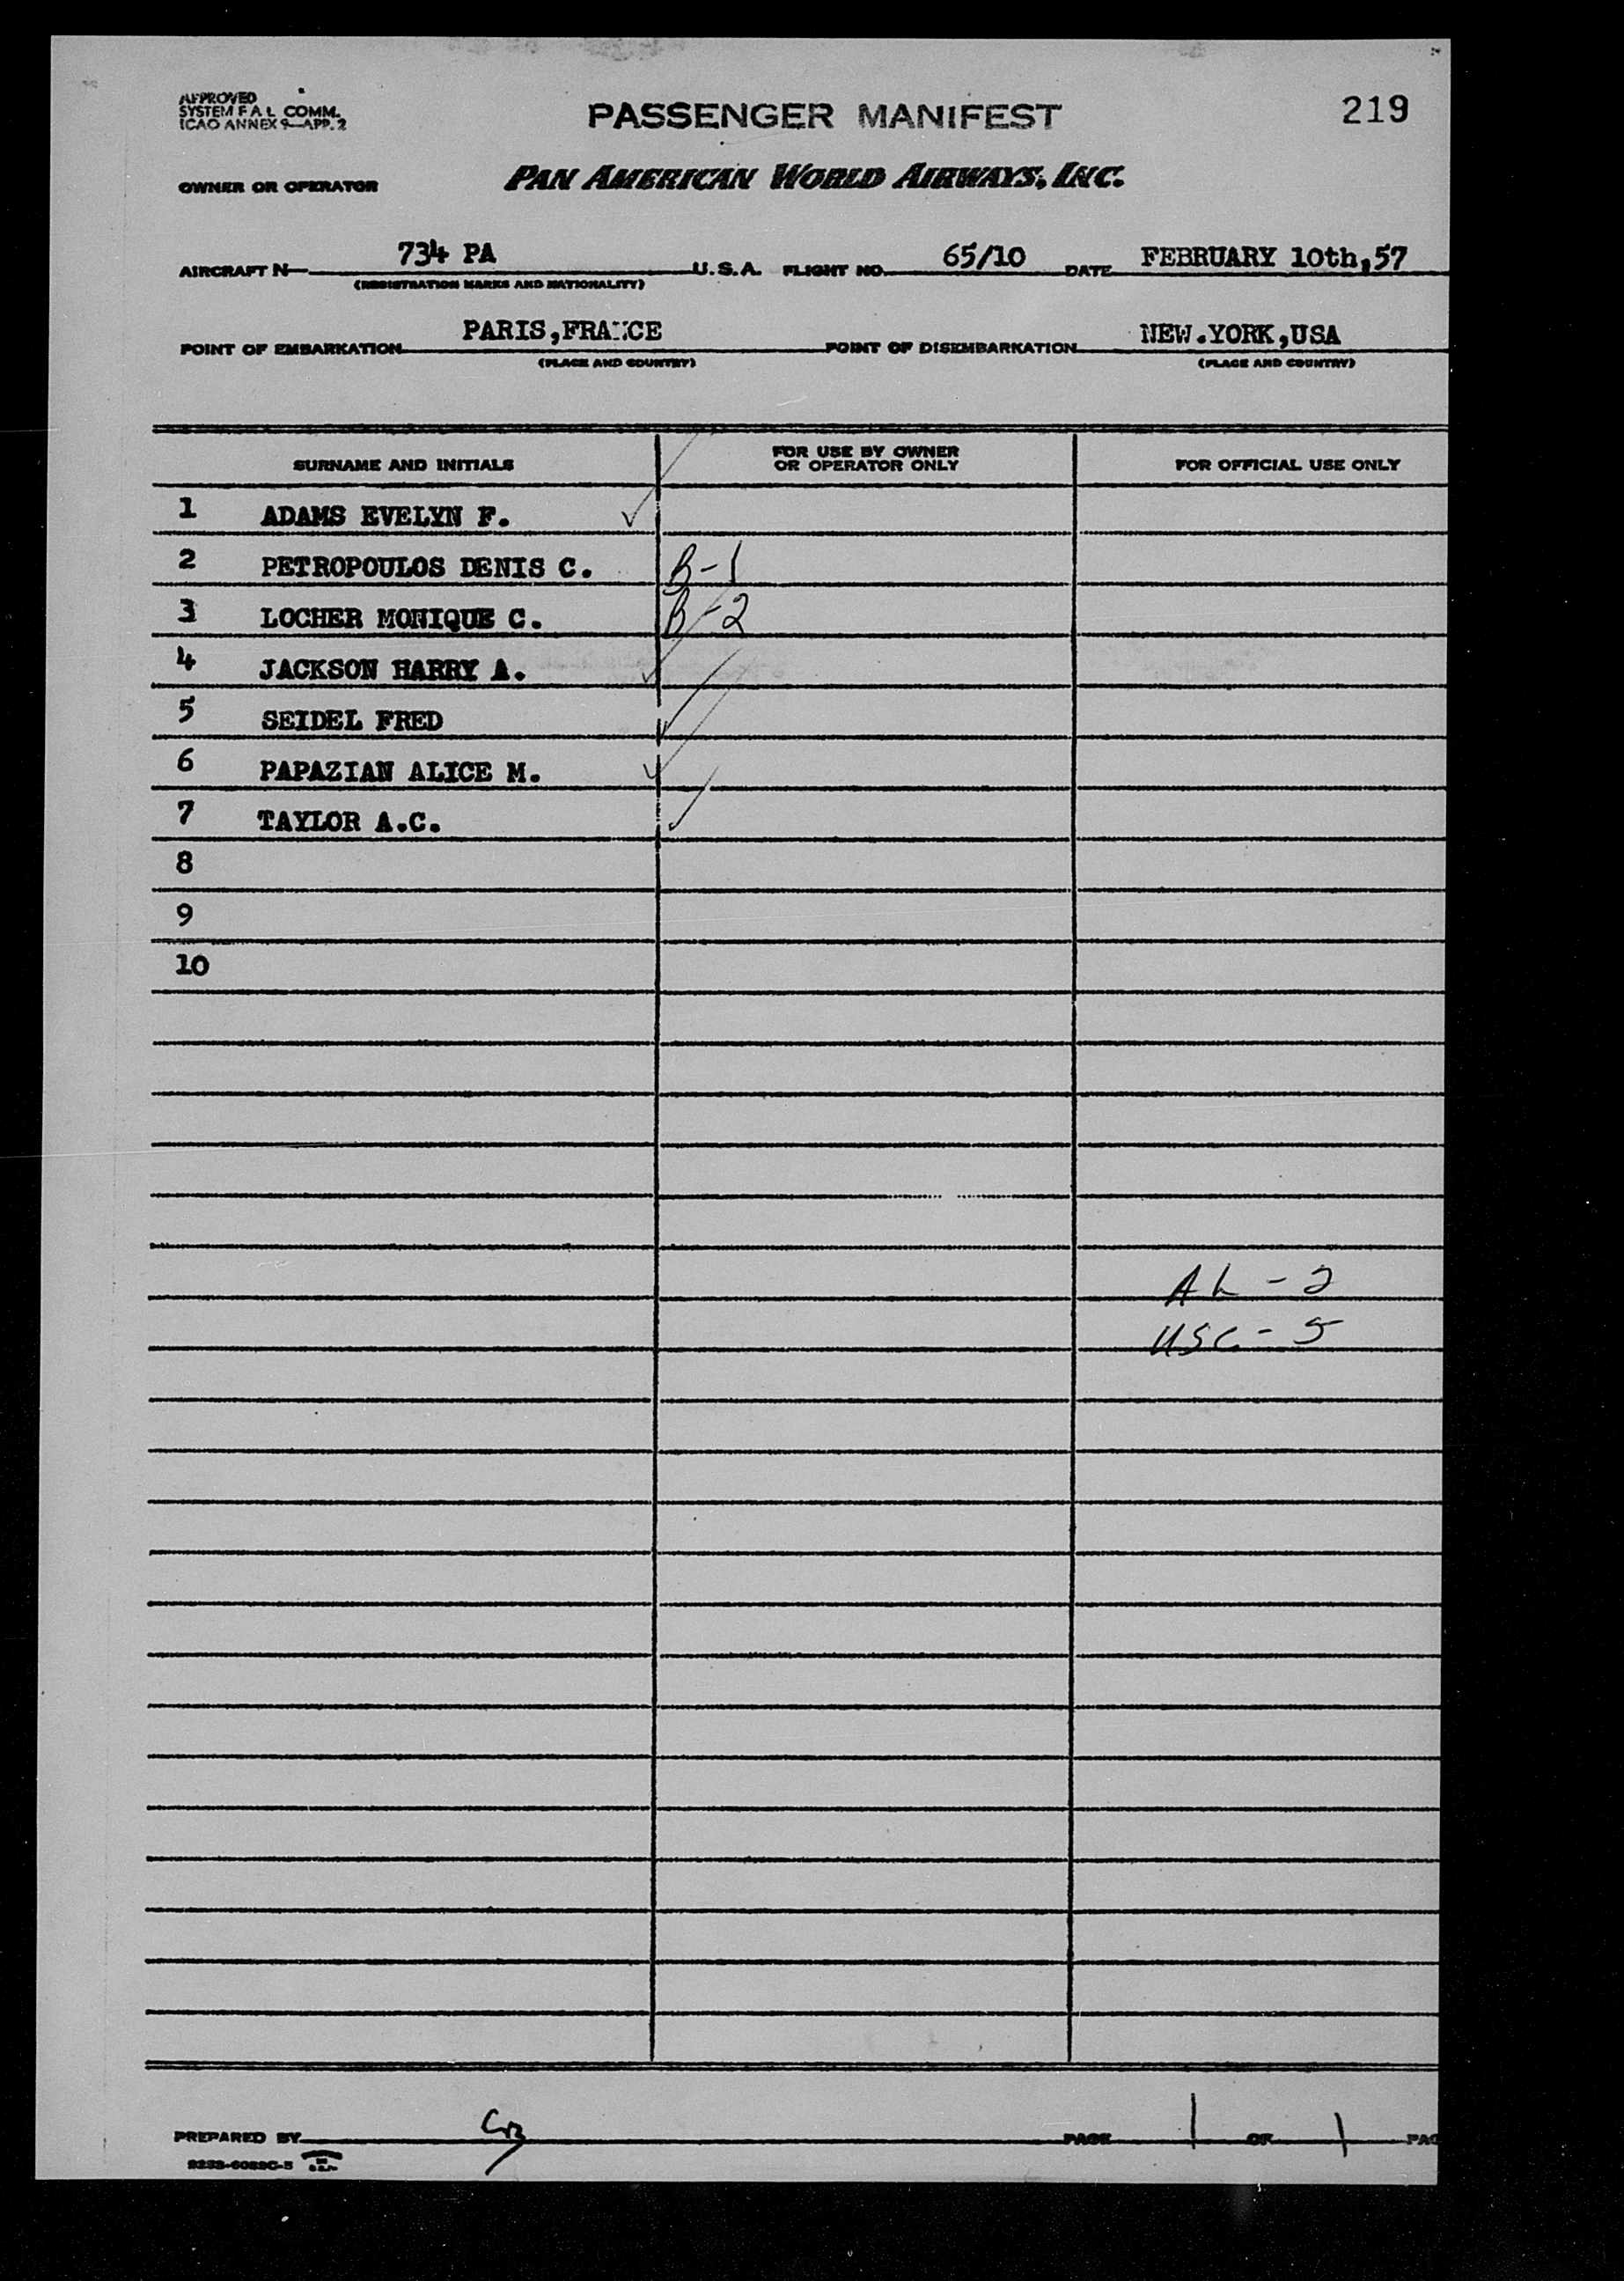 APPROVED
SYSTEM F A L COMM.
ICAO ANNEX 9—APP. 2
PASSENGER MANIFEST
219
OWNER OR OPERATOR
PAN AMERICAN WORLD AIRWAYS, INC.
AIRCRAFT N 734 PA U.S.A. FLIGHT NO. 65/10 DATE FEBRUARY 10th,57
(REGISTRATION MARKS AND NATIONALITY)
POINT OF EMBARKATION PARIS,FRANCE POINT OF DISEMBARKATION NEW.YORK,USA
(PLACE AND COUNTRY) (PLACE AND COUNTRY)
SURNAME AND INITIALS FOR USE BY OWNER OR OPERATOR ONLY FOR OFFICIAL USE ONLY
1 ADAMS EVELYN F. ✓
2 PETROPOULOS DENIS C. B-1
3 LOCHER MONIQUE C. B-2
4 JACKSON HARRY A. ✓
5 SEIDEL FRED ✓
6 PAPAZIAN ALICE M. ✓
7 TAYLOR A.C. ✓
8
9
10
AL - 2
USC - 5
PREPARED BY PAGE 1 OF 1 PAG